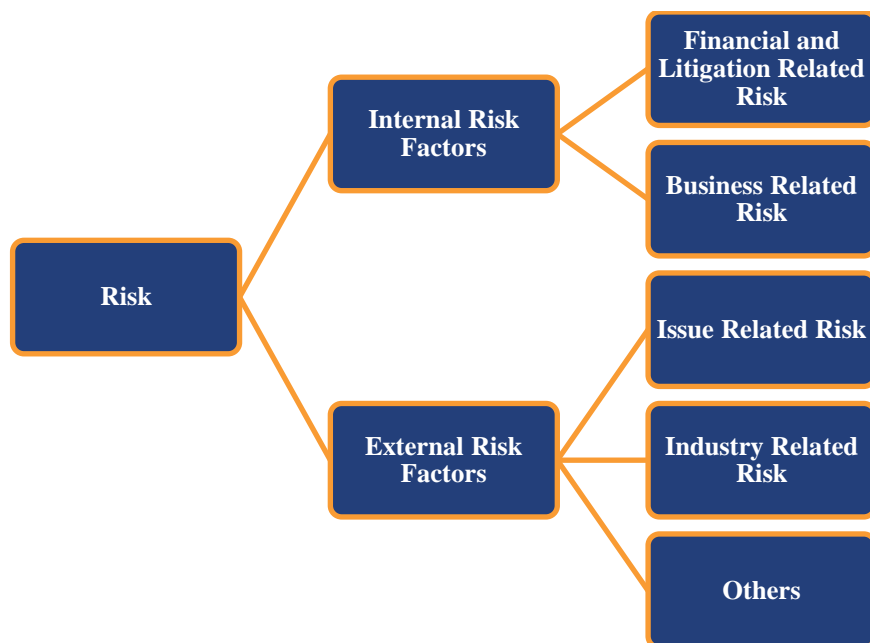 Risk
Internal Risk
Factors
Financial and
Litigation Related
Risk
Business Related
Risk
External Risk
Factors
Issue Related Risk
Industry Related
Risk
Others